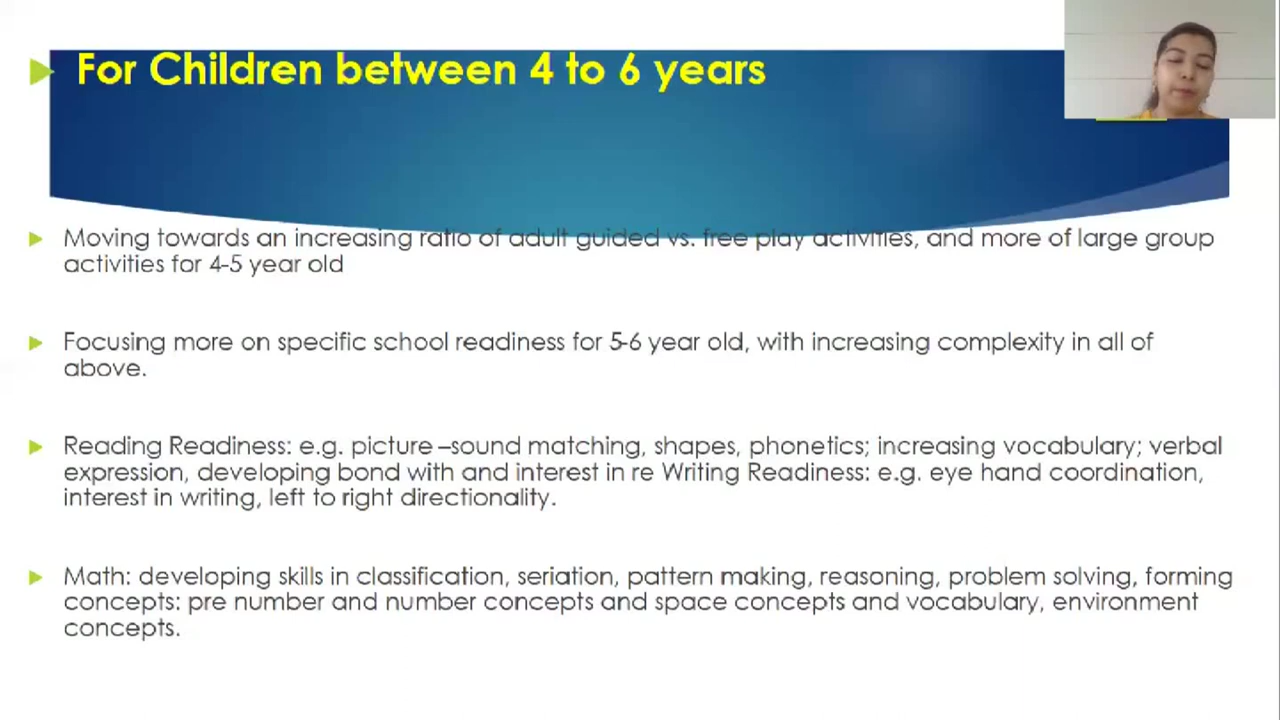 For Children between 4 to 6 years
Moving towards an increasing ratio of adult guided vs. free play activities, and more of large group
activities for 4-5 year old
Focusing more on specific school readiness for 5-6 year old, with increasing complexity in all of
above.
Reading Readiness: e.g. picture –sound matching, shapes, phonetics; increasing vocabulary; verbal
expression, developing bond with and interest in re Writing Readiness: e.g. eye hand coordination,
interest in writing, left to right directionality.
Math: developing skills in classification, seriation, pattern making, reasoning, problem solving, forming
concepts: pre number and number concepts and space concepts and vocabulary, environment
concepts.